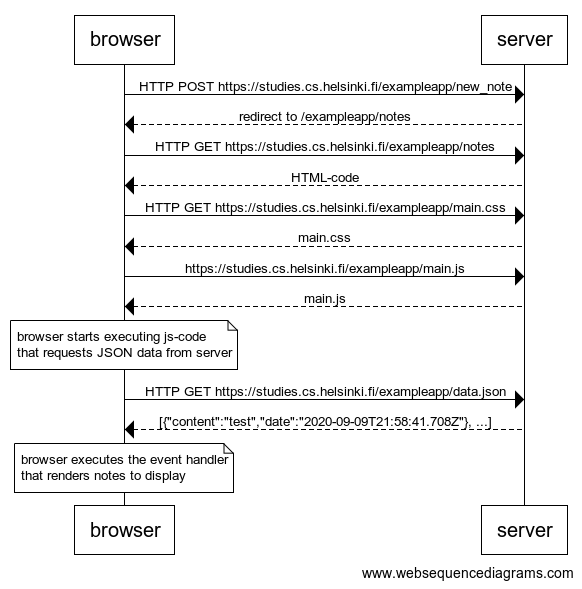 browser
server
HTTP POST https://studies.cs.helsinki.fi/exampleapp/new_note
redirect to /exampleapp/notes
HTTP GET https://studies.cs.helsinki.fi/exampleapp/notes
HTML-code
HTTP GET https://studies.cs.helsinki.fi/exampleapp/main.css
main.css
https://studies.cs.helsinki.fi/exampleapp/main.js
main.js
browser starts executing js-code
that requests JSON data from server
HTTP GET https://studies.cs.helsinki.fi/exampleapp/data.json
[{"content":"test","date":"2020-09-09T21:58:41.708Z"}, ...]
browser executes the event handler
that renders notes to display
browser
server
www.websequencediagrams.com